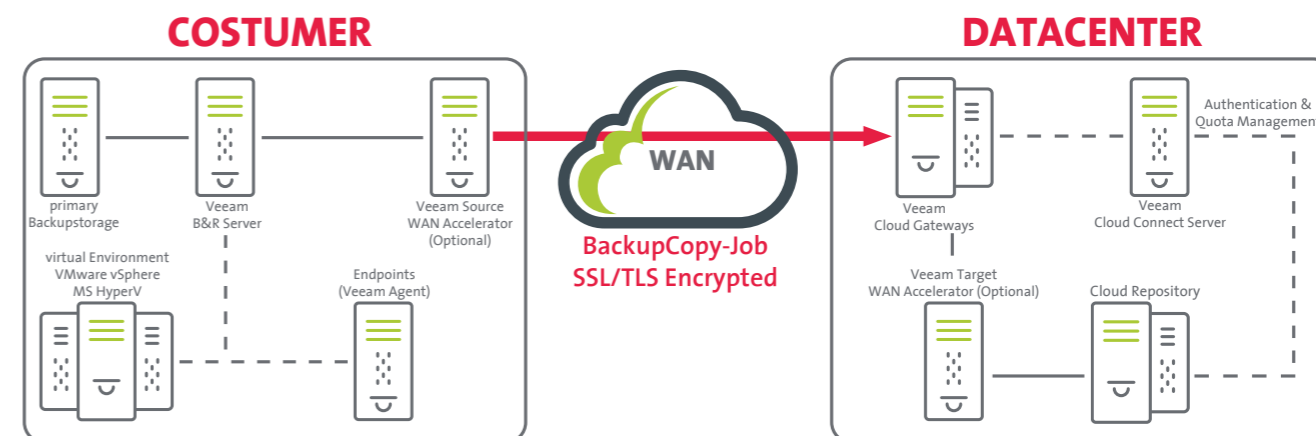 COSTUMER
DATACENTER
primary
Backupstorage
Veeam
B&R Server
Veeam Source
WAN Accelerator
(Optional)
virtual Environment
VMware vSphere
MS HyperV
Endpoints
(Veeam Agent)
WAN
BackupCopy-Job
SSL/TLS Encrypted
Veeam
Cloud Gateways
Veeam
Cloud Connect Server
Authentication &
Quota Management
Veeam Target
WAN Accelerator (Optional)
Cloud Repository